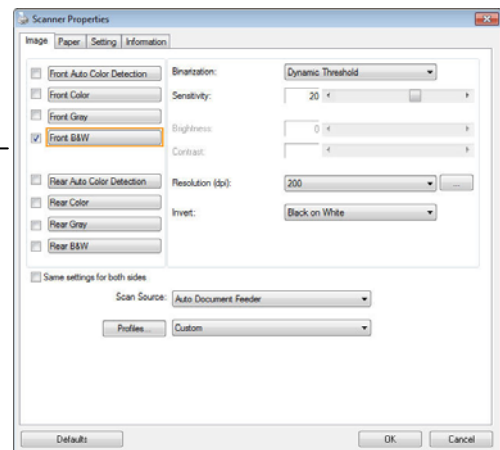 Scanner Properties
Image Paper Setting Information
Front Auto Color Detection
Front Color
Front Gray
Front B&W
Rear Auto Color Detection
Rear Color
Rear Gray
Rear B&W
Binarization: Dynamic Threshold
Sensitivity: 20
Brightness: 0
Contrast:
Resolution (dpi): 200 ...
Invert: Black on White
Same settings for both sides
Scan Source: Auto Document Feeder
Profiles... Custom
Defaults OK Cancel